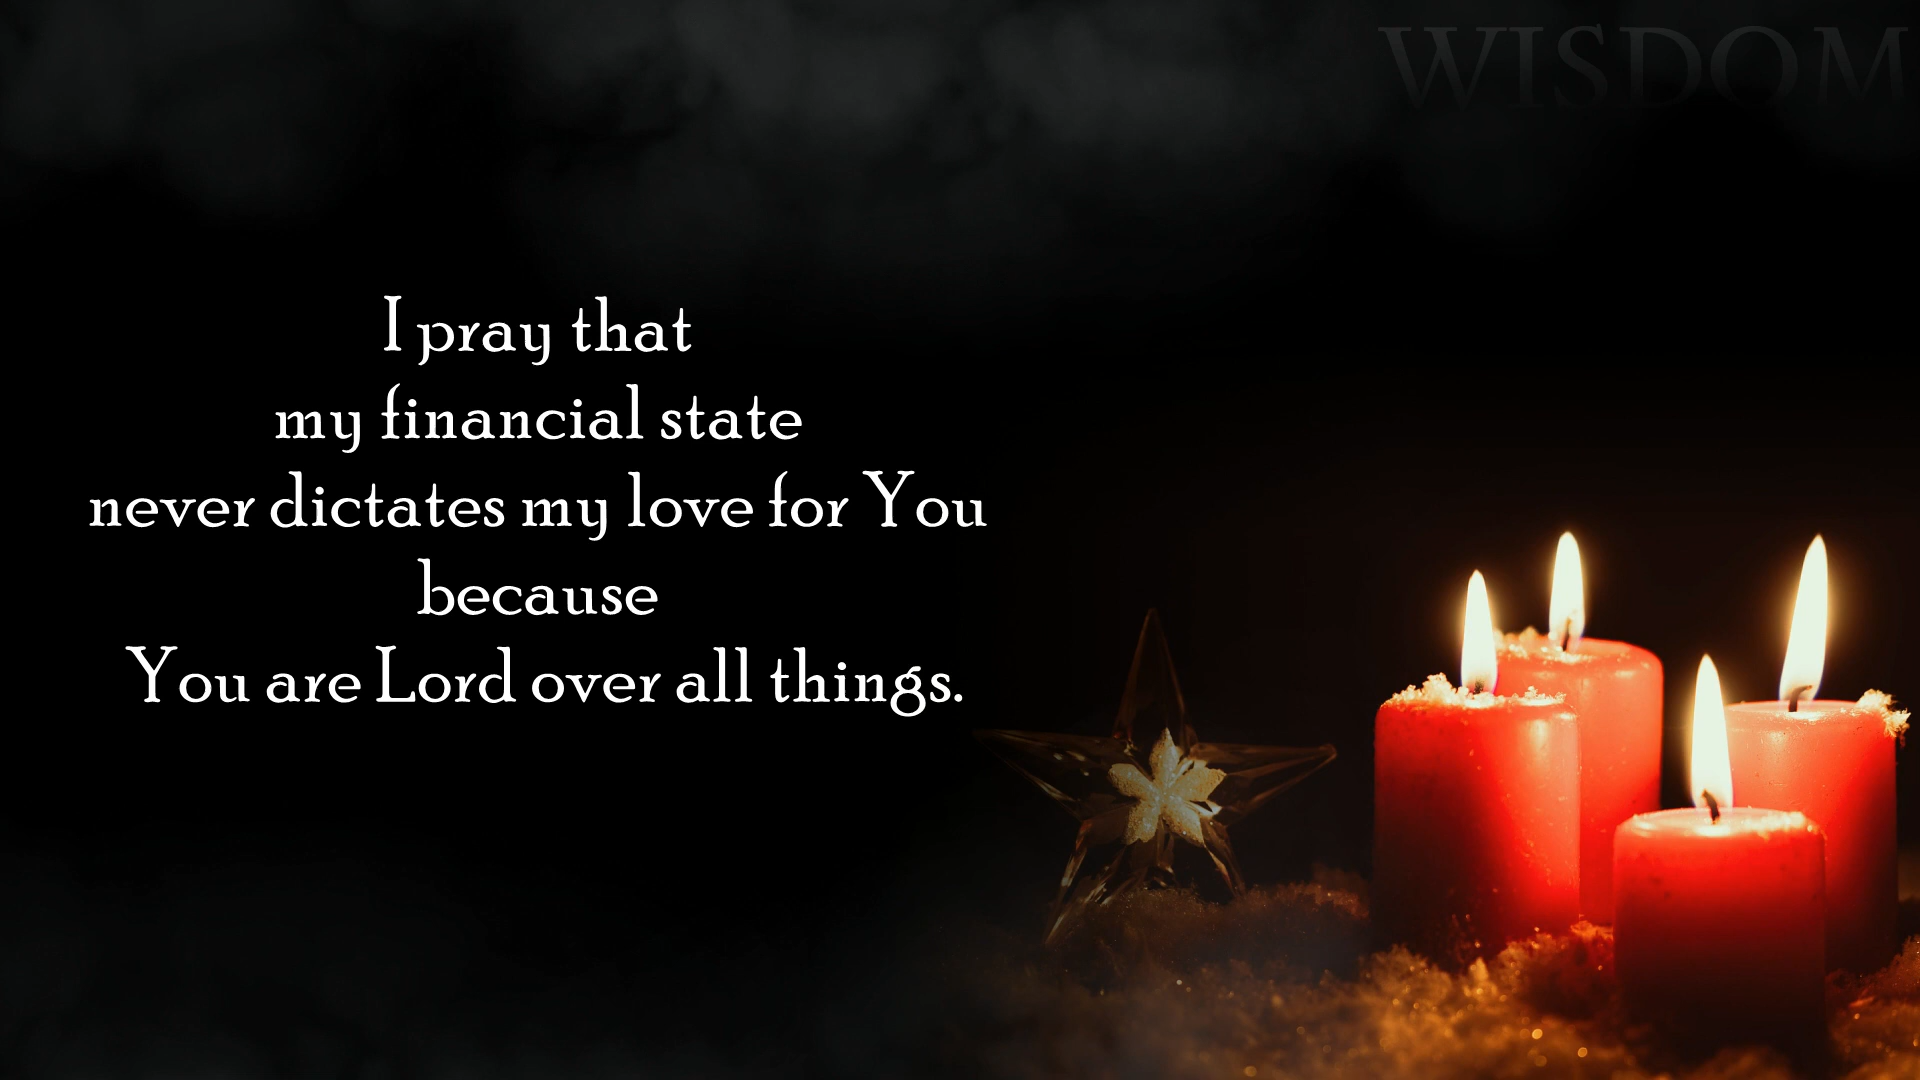 WISDOM
I pray that
my financial state
never dictates my love for You
because
You are Lord over all things.